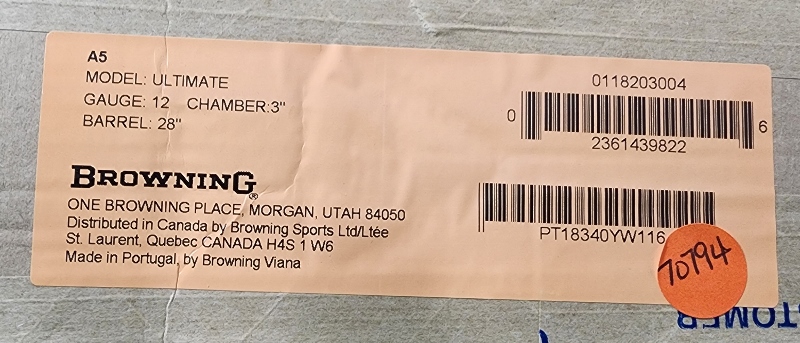 A5
MODEL: ULTIMATE
GAUGE: 12 CHAMBER:3"
BARREL: 28"
BROWNING®
ONE BROWNING PLACE, MORGAN, UTAH 84050
Distributed in Canada by Browning Sports Ltd/Ltée
St. Laurent, Quebec CANADA H4S 1 W6
Made in Portugal, by Browning Viana
0118203004
0 2361439822 6
PT18340YW116
70794
STOMER